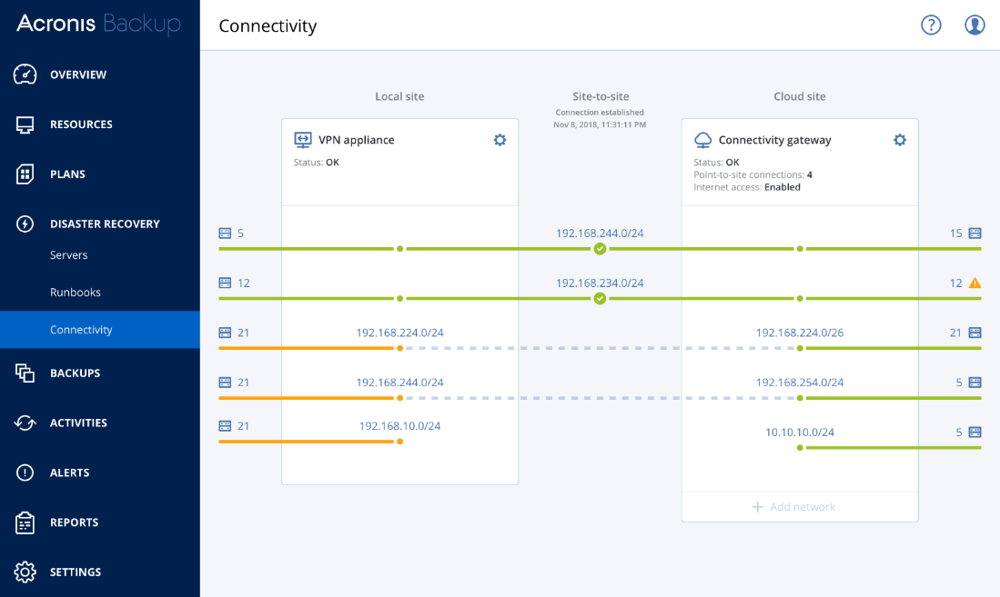 Acronis Backup
OVERVIEW
RESOURCES
PLANS
DISASTER RECOVERY
Servers
Runbooks
Connectivity
BACKUPS
ACTIVITIES
ALERTS
REPORTS
SETTINGS
Connectivity
?
Local site
Site-to-site
Connection established
Nov 8, 2018, 11:31:11 PM
Cloud site
VPN appliance
Status: OK
Connectivity gateway
Status: OK
Point-to-site connections: 4
Internet access: Enabled
5 192.168.244.0/24 15
12 192.168.234.0/24 12
21 192.168.224.0/24 192.168.224.0/26 21
21 192.168.244.0/24 192.168.254.0/24 5
21 192.168.10.0/24
10.10.10.0/24 5
+ Add network